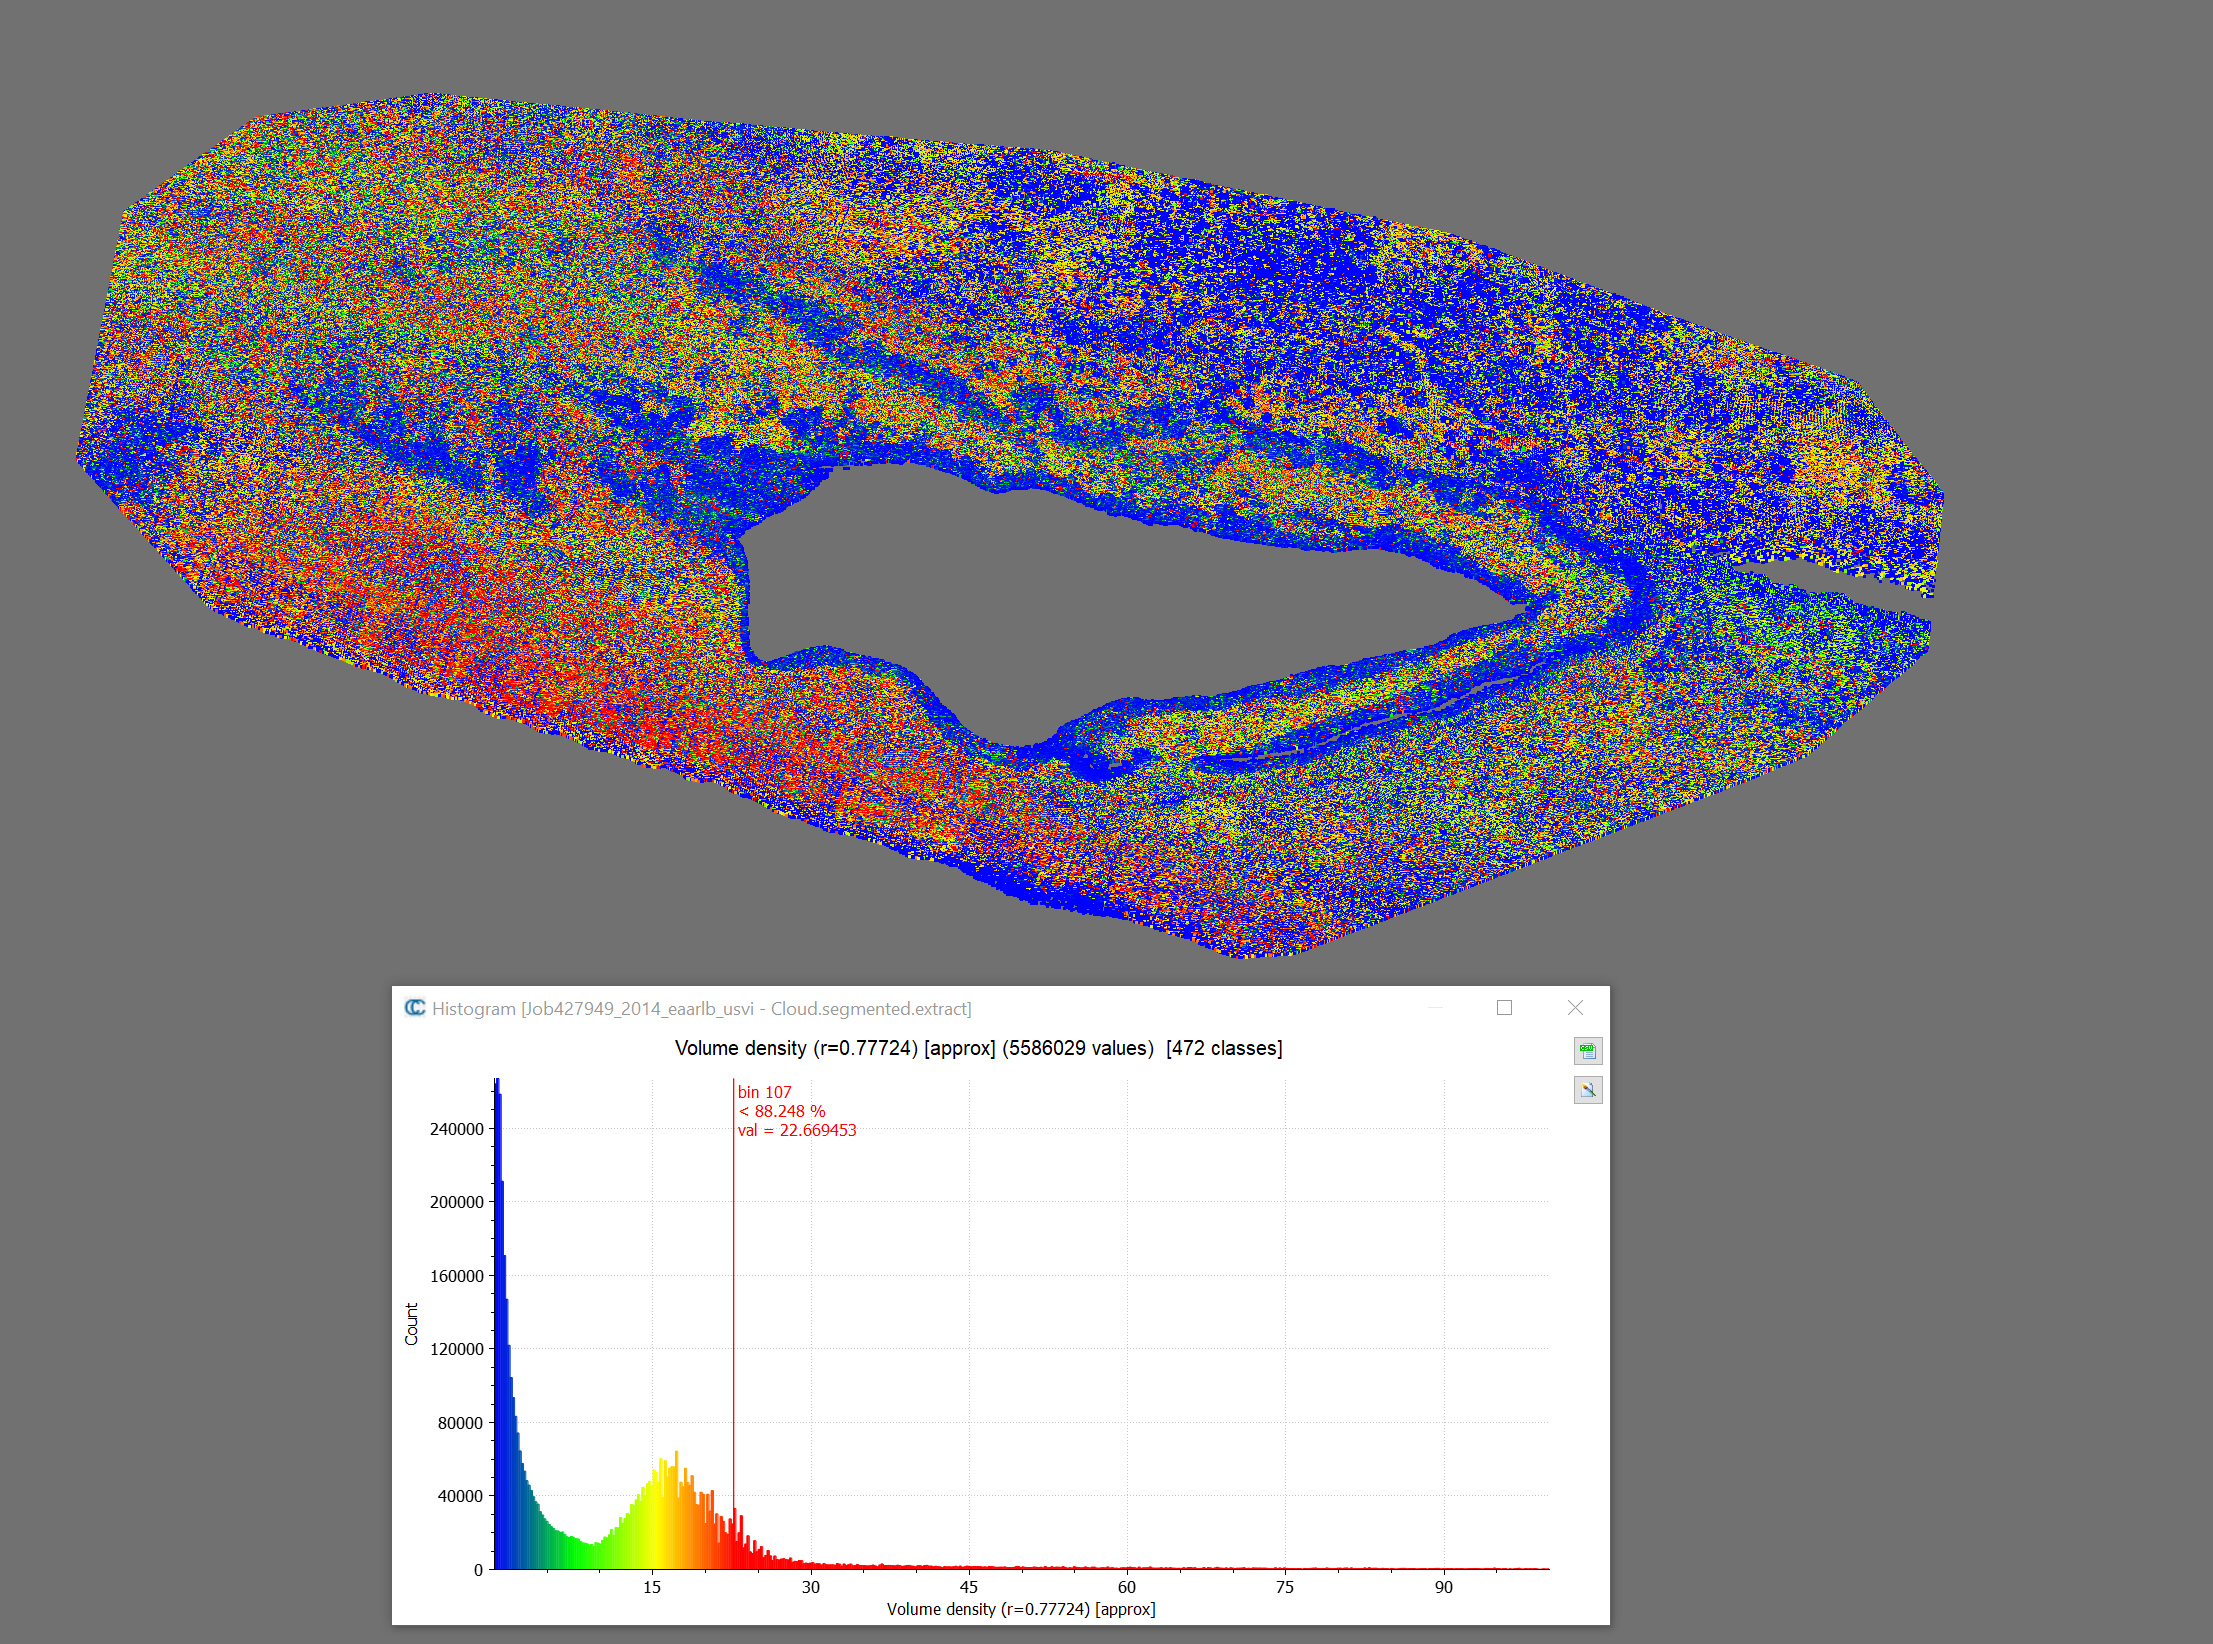 Histogram [Job427949_2014_eaarlb_usvi - Cloud.segmented.extract]
Volume density (r=0.77724) [approx] (5586029 values) [472 classes]
bin 107
< 88.248 %
val = 22.669453
240000
200000
160000
120000
80000
40000
0
Count
15 30 45 60 75 90
Volume density (r=0.77724) [approx]